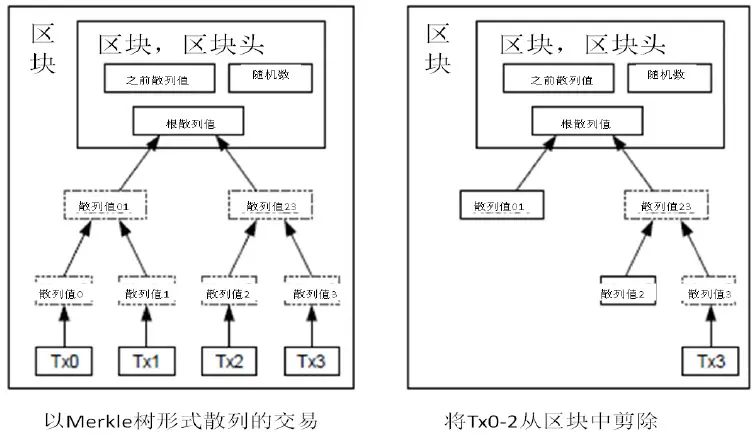 区块
区块，区块头
之前散列值
随机数
根散列值
散列值01
散列值23
散列值0
散列值1
散列值2
散列值3
Tx0
Tx1
Tx2
Tx3
以Merkle树形式散列的交易
区块
区块，区块头
之前散列值
随机数
根散列值
散列值01
散列值23
散列值2
散列值3
Tx3
将Tx0-2从区块中剪除